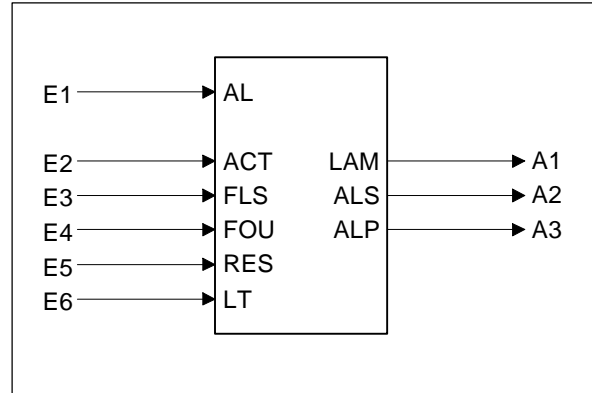 E1 AL
E2 ACT LAM A1
E3 FLS ALS A2
E4 FOU ALP A3
E5 RES
E6 LT